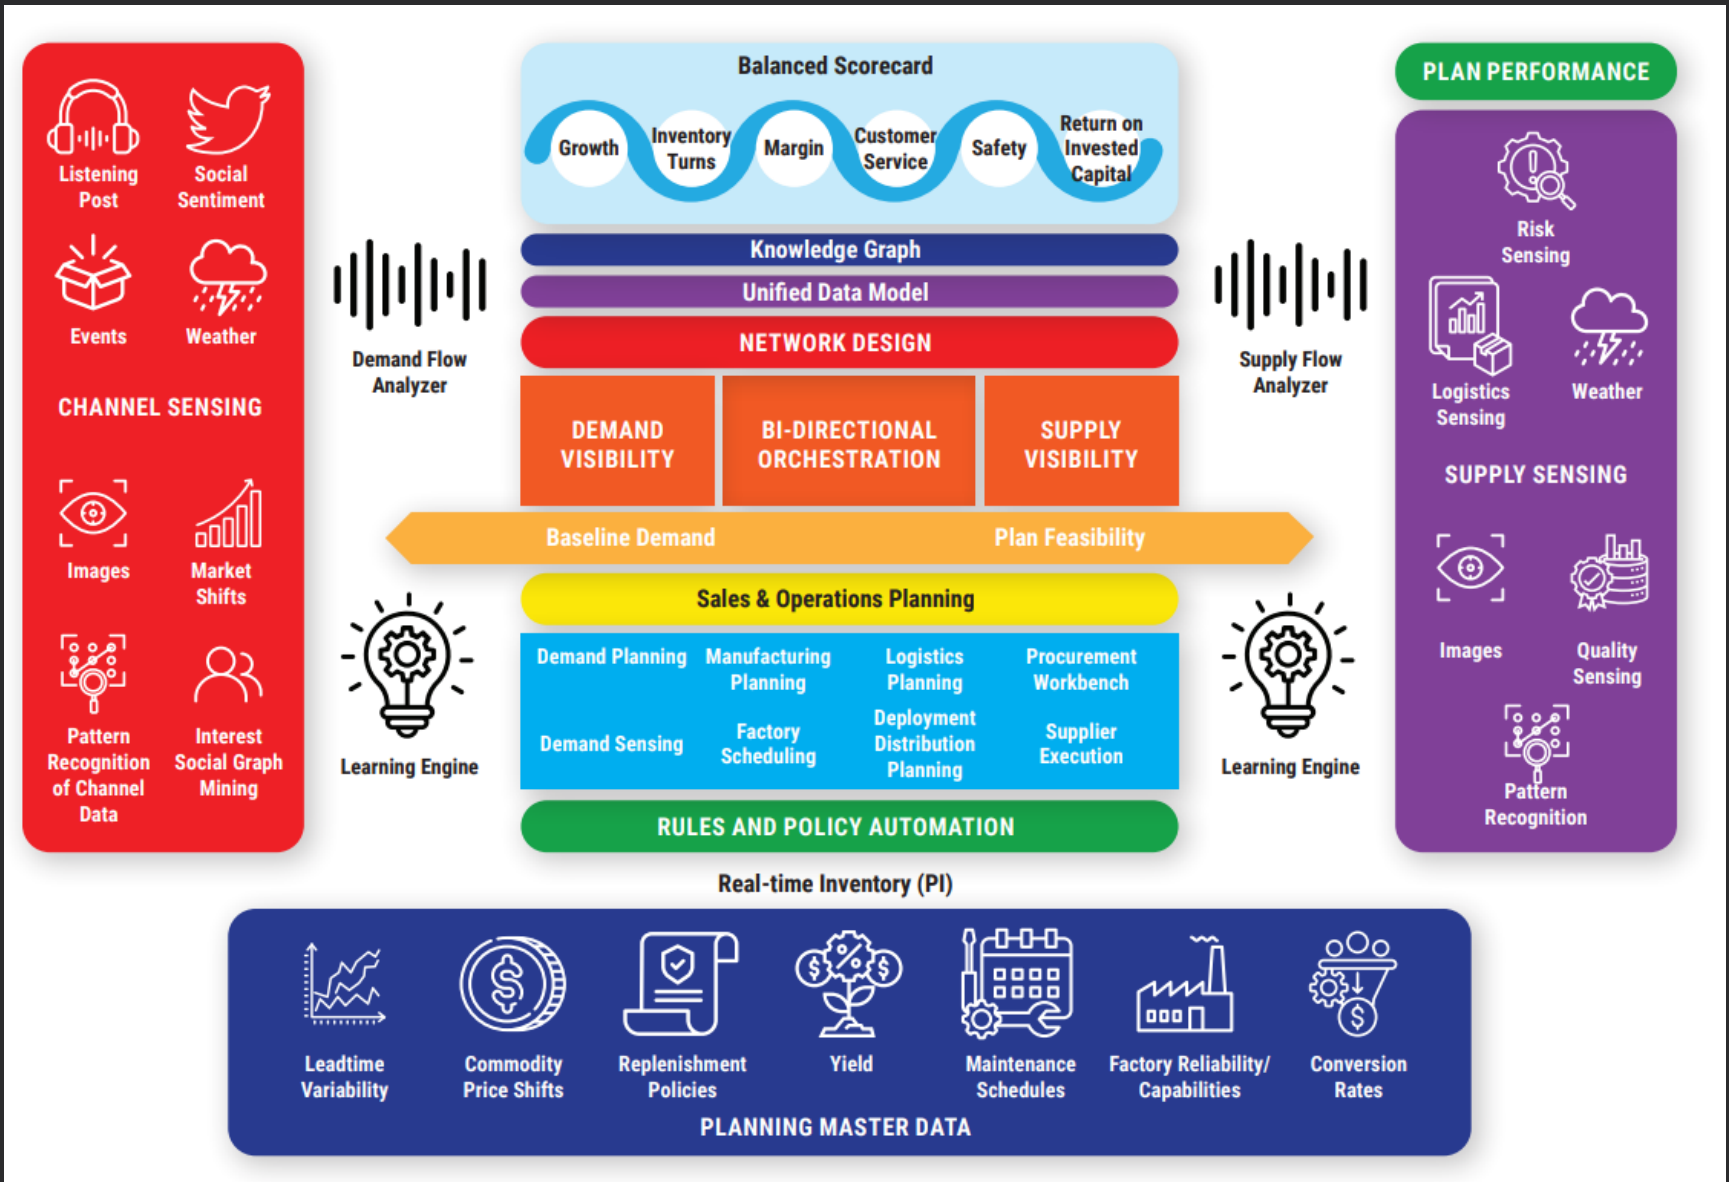 Listening
Post
Social
Sentiment
Events
Weather
CHANNEL SENSING
Images
Market
Shifts
Pattern
Recognition
of Channel
Data
Interest
Social Graph
Mining
Demand Flow
Analyzer
Learning Engine
Balanced Scorecard
Growth
Inventory
Turns
Margin
Customer
Service
Safety
Return on
Invested
Capital
Knowledge Graph
Unified Data Model
NETWORK DESIGN
DEMAND
VISIBILITY
BI-DIRECTIONAL
ORCHESTRATION
SUPPLY
VISIBILITY
Baseline Demand
Plan Feasibility
Sales & Operations Planning
Demand Planning
Manufacturing
Planning
Logistics
Planning
Procurement
Workbench
Demand Sensing
Factory
Scheduling
Deployment
Distribution
Planning
Supplier
Execution
RULES AND POLICY AUTOMATION
Real-time Inventory (PI)
Supply Flow
Analyzer
Learning Engine
PLAN PERFORMANCE
Risk
Sensing
Logistics
Sensing
Weather
SUPPLY SENSING
Images
Quality
Sensing
Pattern
Recognition
Leadtime
Variability
Commodity
Price Shifts
Replenishment
Policies
Yield
Maintenance
Schedules
Factory Reliability/
Capabilities
Conversion
Rates
PLANNING MASTER DATA